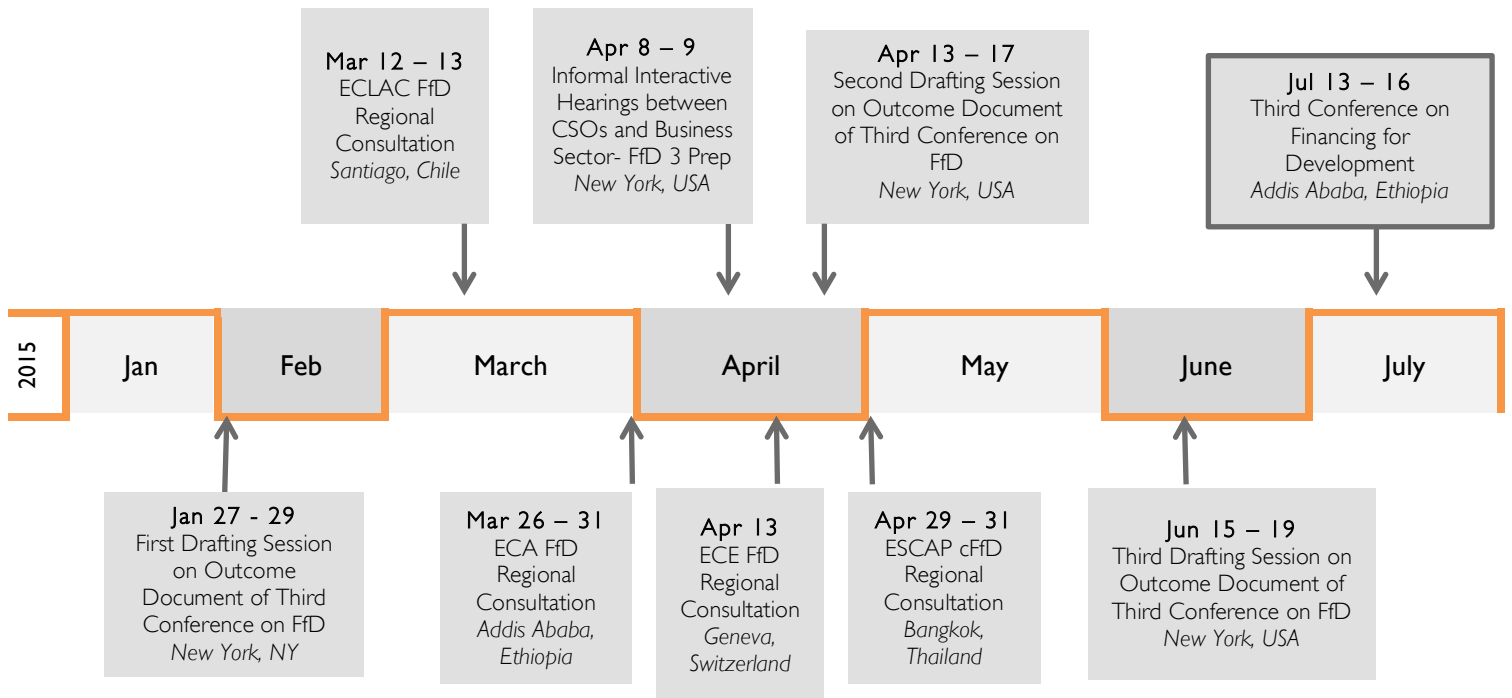 Mar 12 – 13
ECLAC FfD
Regional
Consultation
Santiago, Chile
Apr 8 – 9
Informal Interactive
Hearings between
CSOs and Business
Sector- FfD 3 Prep
New York, USA
Apr 13 – 17
Second Drafting Session
on Outcome Document
of Third Conference on
FfD
New York, USA
Jul 13 – 16
Third Conference on
Financing for
Development
Addis Ababa, Ethiopia
2015
Jan
Feb
March
April
May
June
July
Jan 27 - 29
First Drafting Session
on Outcome
Document of Third
Conference on FfD
New York, NY
Mar 26 – 31
ECA FfD
Regional
Consultation
Addis Ababa,
Ethiopia
Apr 13
ECE FfD
Regional
Consultation
Geneva,
Switzerland
Apr 29 – 31
ESCAP cFfD
Regional
Consultation
Bangkok,
Thailand
Jun 15 – 19
Third Drafting Session on
Outcome Document of
Third Conference on FfD
New York, USA